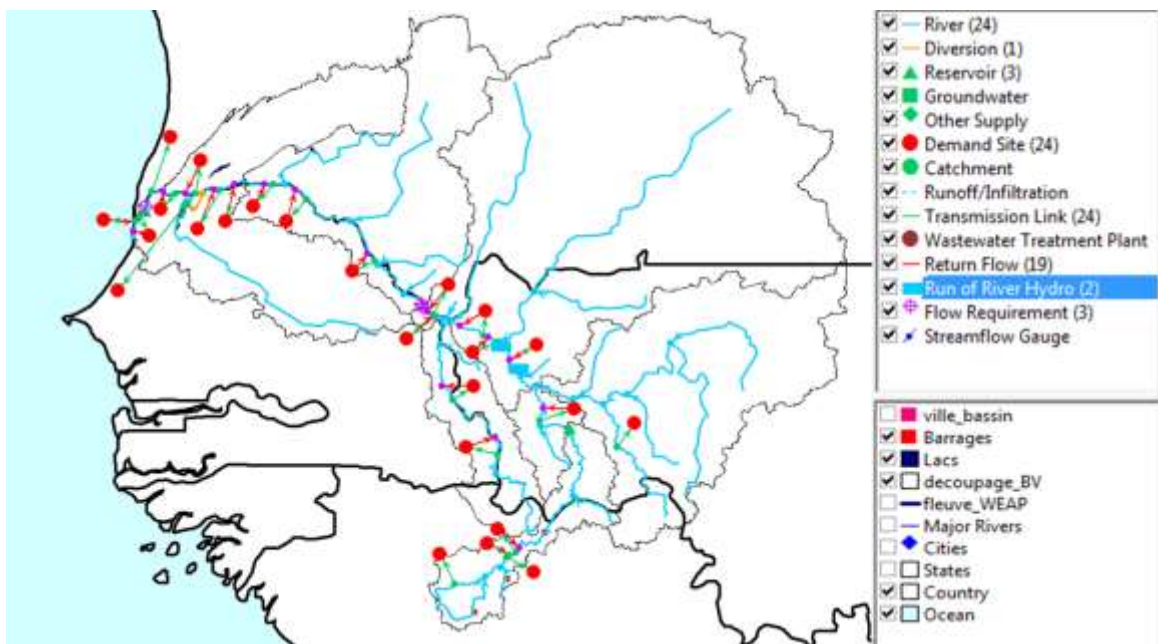 River (24)
Diversion (1)
Reservoir (3)
Groundwater
Other Supply
Demand Site (24)
Catchment
Runoff/Infiltration
Transmission Link (24)
Wastewater Treatment Plant
Return Flow (19)
Run of River Hydro (2)
Flow Requirement (3)
Streamflow Gauge
ville_bassin
Barrages
Lacs
decoupage_BV
fleuve_WEAP
Major Rivers
Cities
States
Country
Ocean